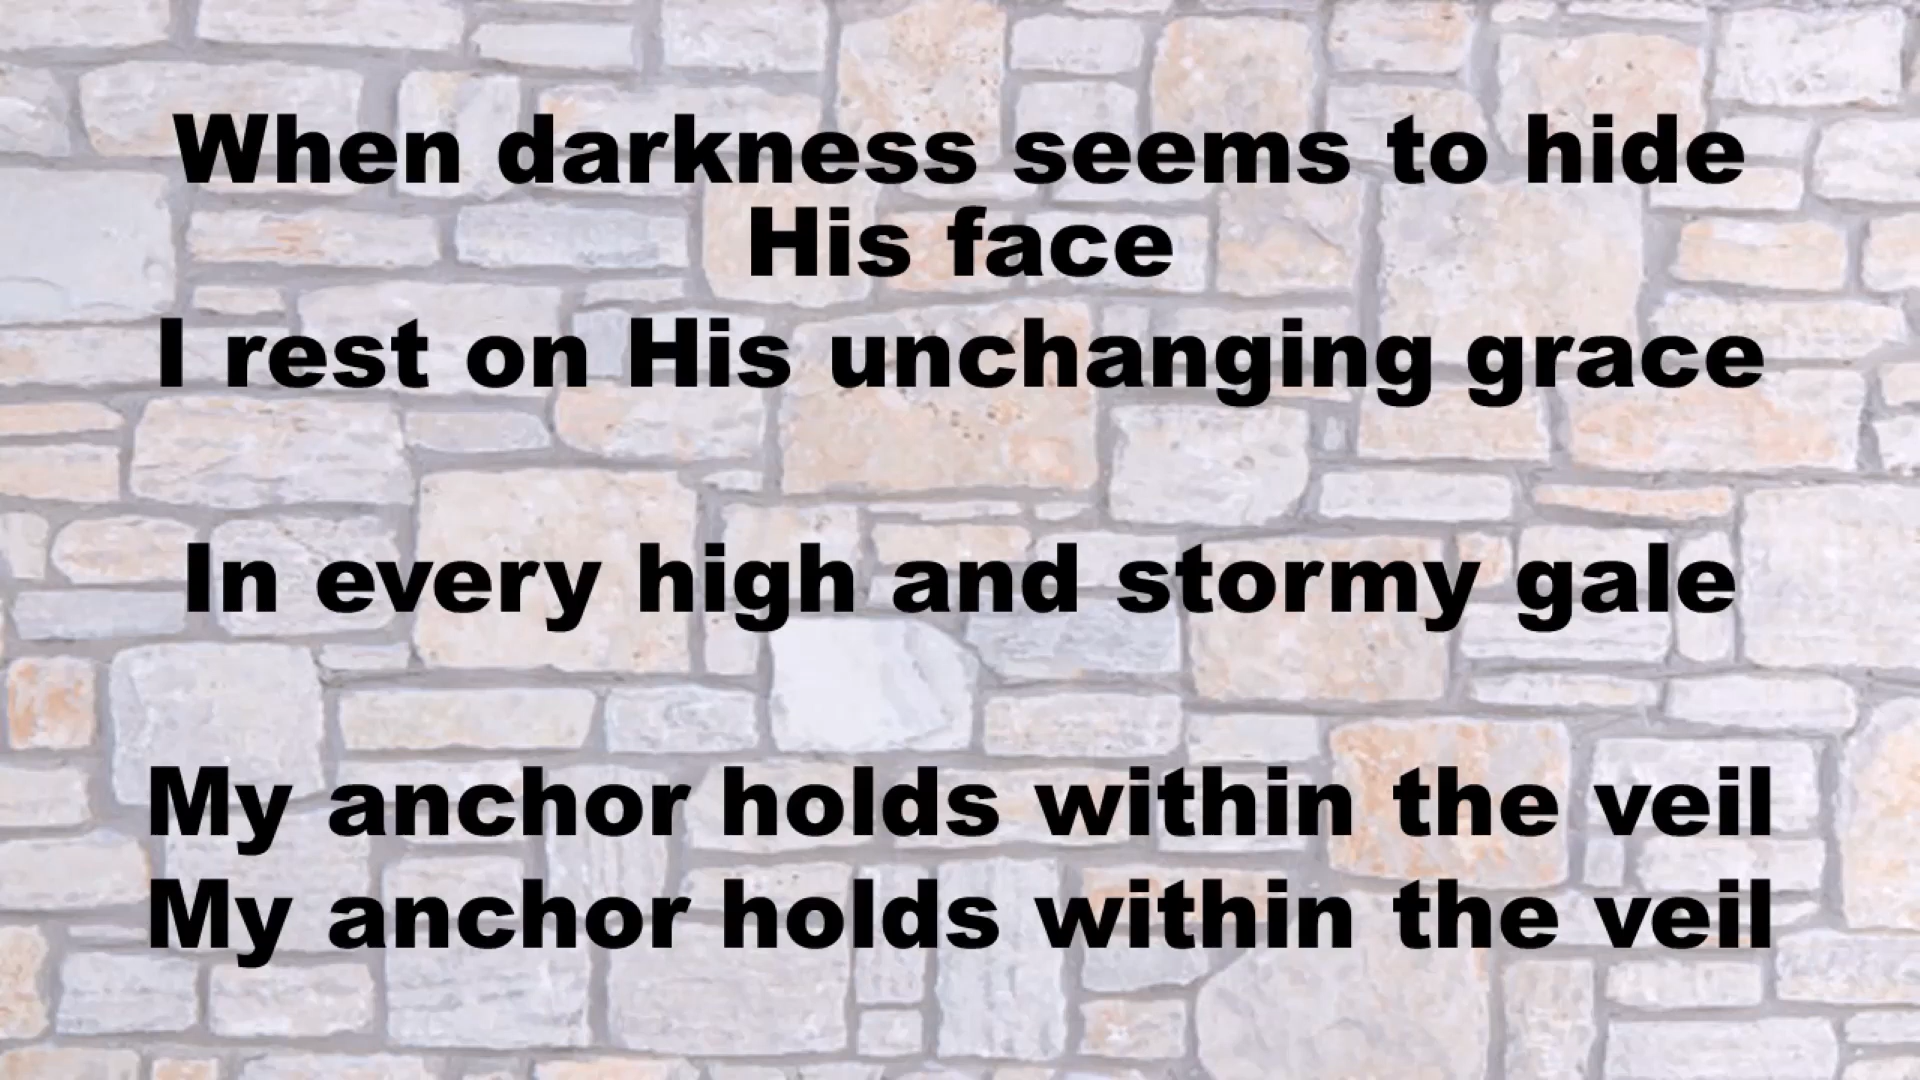 When darkness seems to hide
His face
I rest on His unchanging grace
In every high and stormy gale
My anchor holds within the veil
My anchor holds within the veil